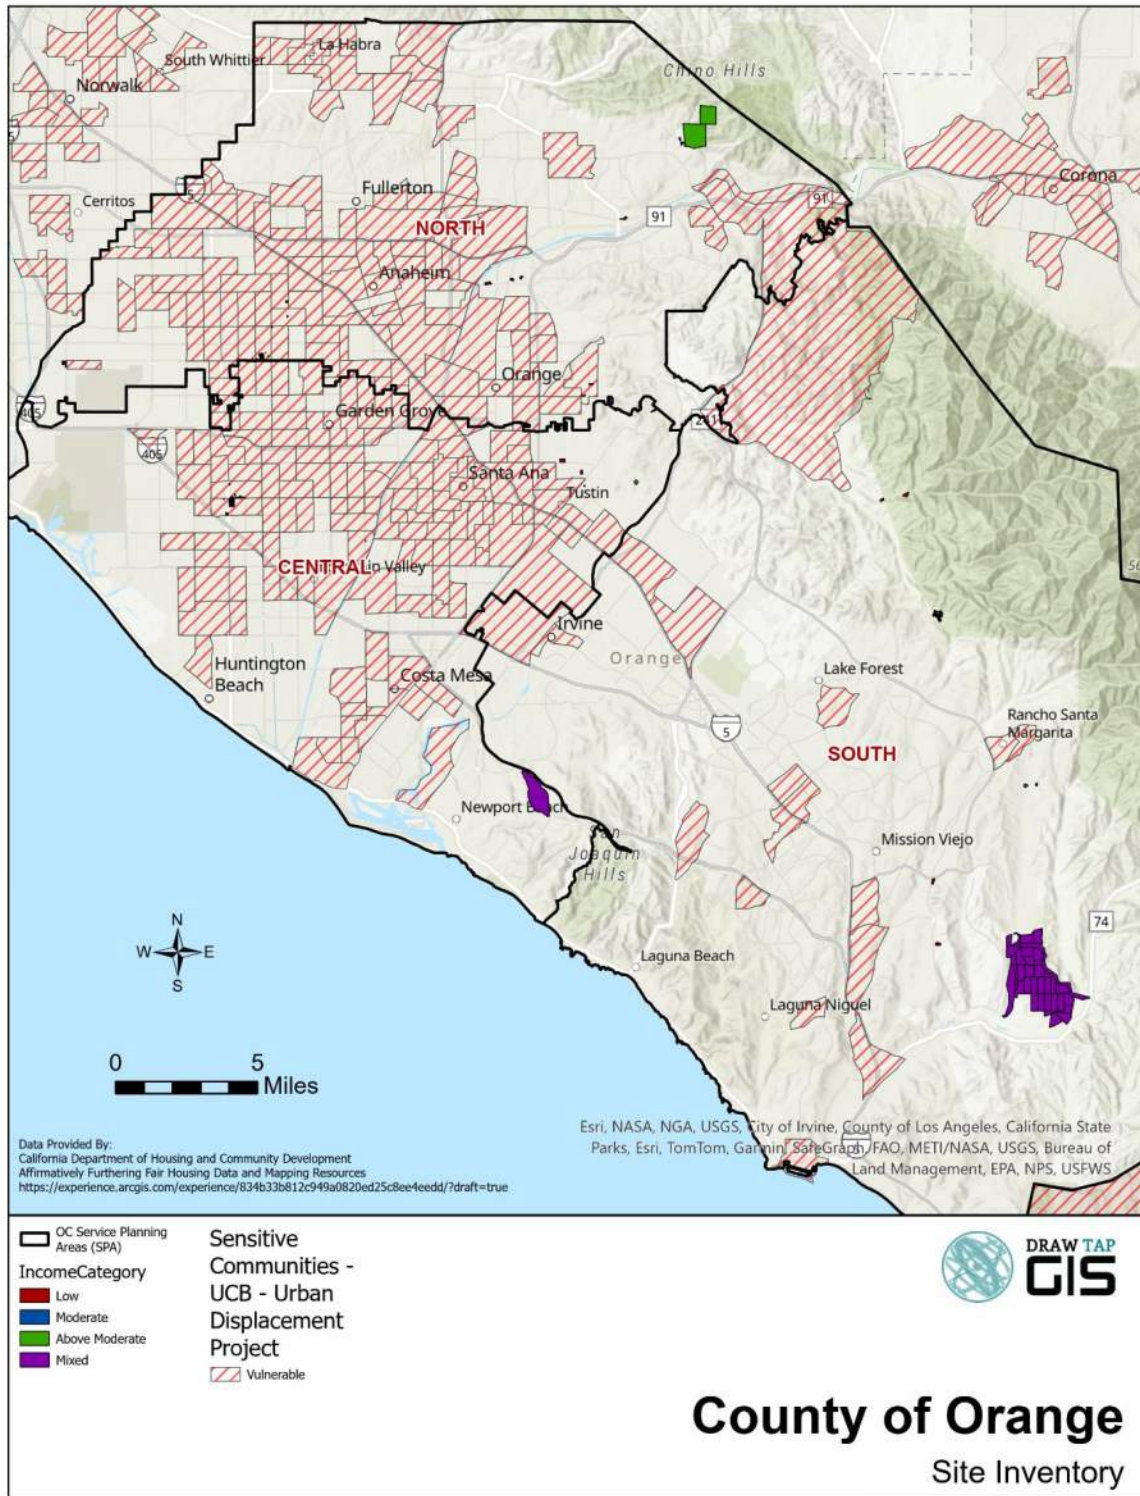 La Habra
South Whittier
Chino Hills
Norwalk
Corona
5
Fullerton
5
Cerritos
91
91
NORTH
Anaheim
Orange
405
Garden Grove
241
405
Santa Ana
Tustin
CENTRAL
in Valley
Irvine
Orange
Huntington
Beach
Costa Mesa
Lake Forest
Rancho Santa
Margarita
5
SOUTH
Newport Beach
San
Joaquin
Hills
Mission Viejo
N
W
E
S
74
Laguna Beach
Laguna Niguel
0
5
Miles
Esri, NASA, NGA, USGS, City of Irvine, County of Los Angeles, California State
Parks, Esri, TomTom, Garmin, SafeGraph, FAO, METI/NASA, USGS, Bureau of
Land Management, EPA, NPS, USFWS
Data Provided By:
California Department of Housing and Community Development
Affirmatively Furthering Fair Housing Data and Mapping Resources
https://experience.arcgis.com/experience/834b33b812c949a0820ed25c8ee4eedd/?draft=true
OC Service Planning
Areas (SPA)
IncomeCategory
Low
Moderate
Above Moderate
Mixed
Sensitive
Communities -
UCB - Urban
Displacement
Project
Vulnerable
DRAW TAP
GIS
County of Orange
Site Inventory